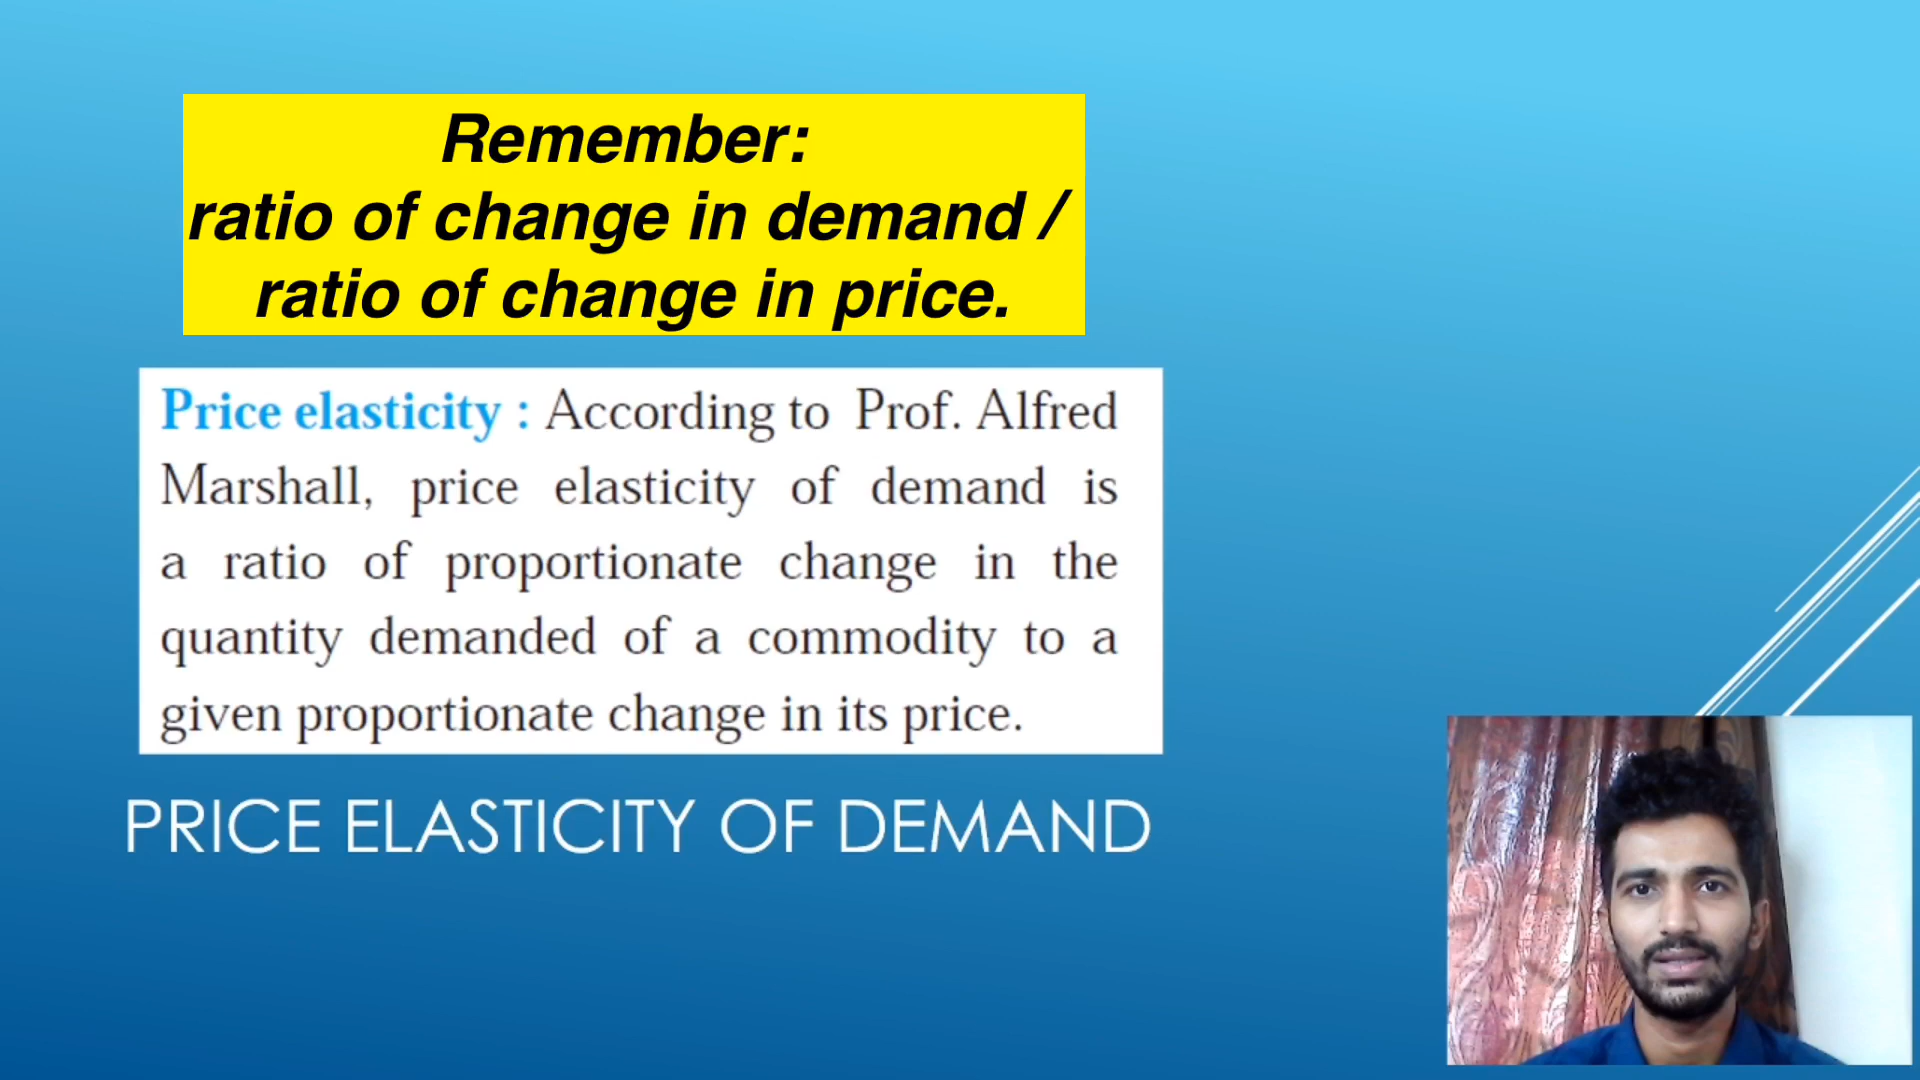 Remember:
ratio of change in demand /
ratio of change in price.
Price elasticity : According to Prof. Alfred
Marshall, price elasticity of demand is
a ratio of proportionate change in the
quantity demanded of a commodity to a
given proportionate change in its price.
PRICE ELASTICITY OF DEMAND